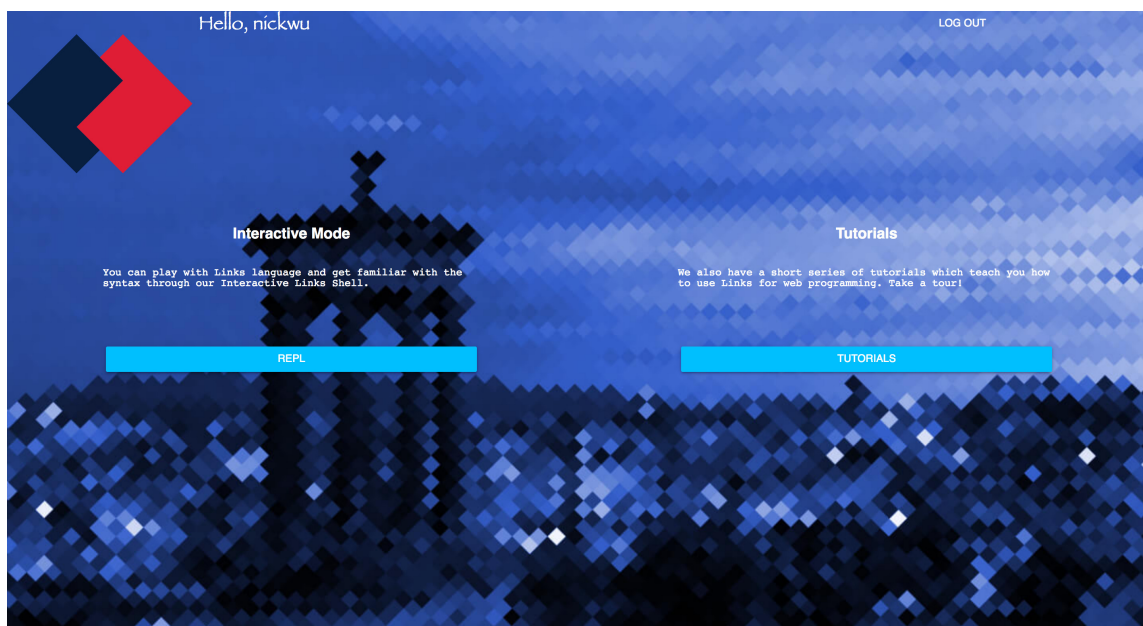 Hello, nickwu
LOG OUT
Interactive Mode
You can play with Links language and get familiar with the
syntax through our Interactive Links Shell.
REPL
Tutorials
We also have a short series of tutorials which teach you how
to use Links for web programming. Take a tour!
TUTORIALS